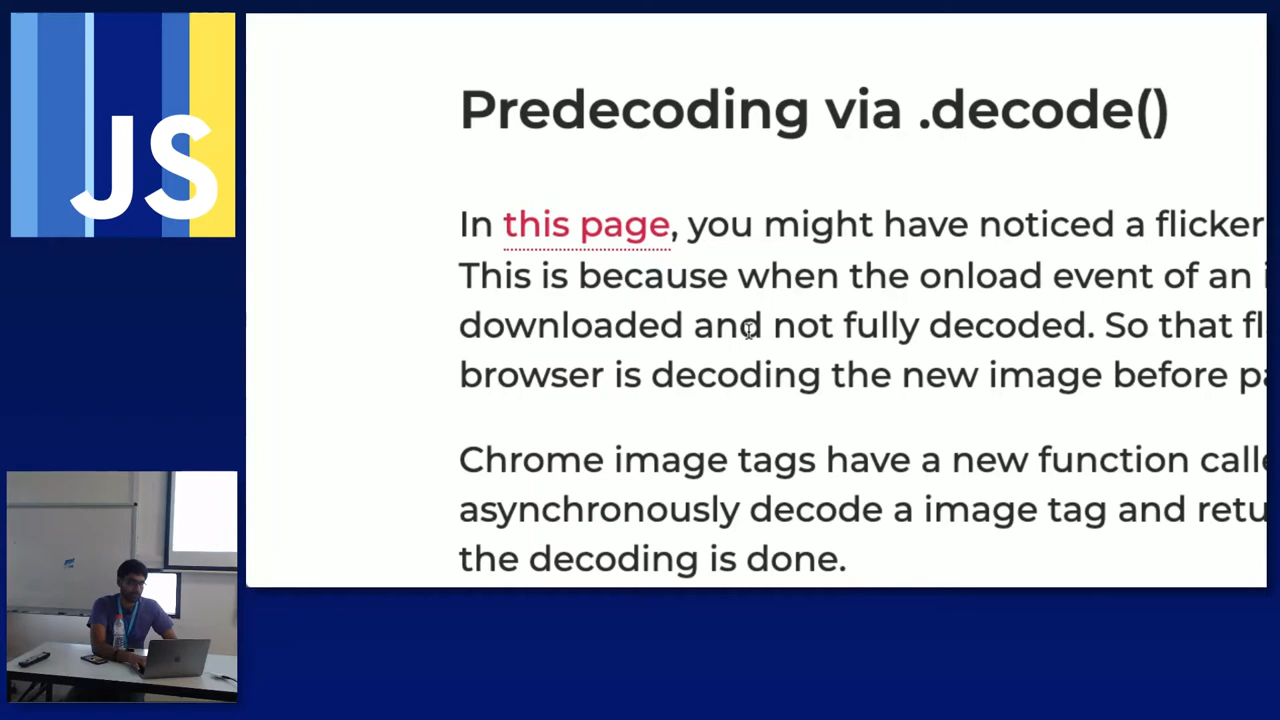 JS
Predecoding via .decode()
In this page, you might have noticed a flicker
This is because when the onload event of an
downloaded and not fully decoded. So that fl
browser is decoding the new image before pa
Chrome image tags have a new function calle
asynchronously decode a image tag and retu
the decoding is done.